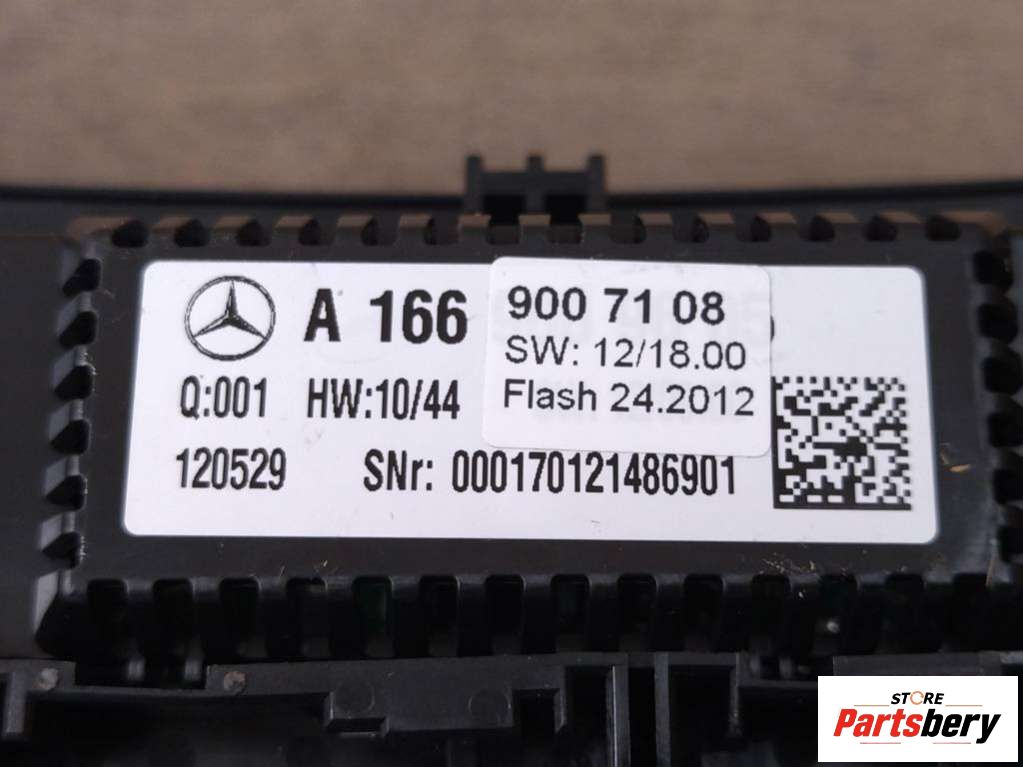 A 166 900 71 08
SW: 12/18.00
Q:001 HW:10/44 Flash 24.2012
120529 SNr: 000170121486901
STORE
Partsbery